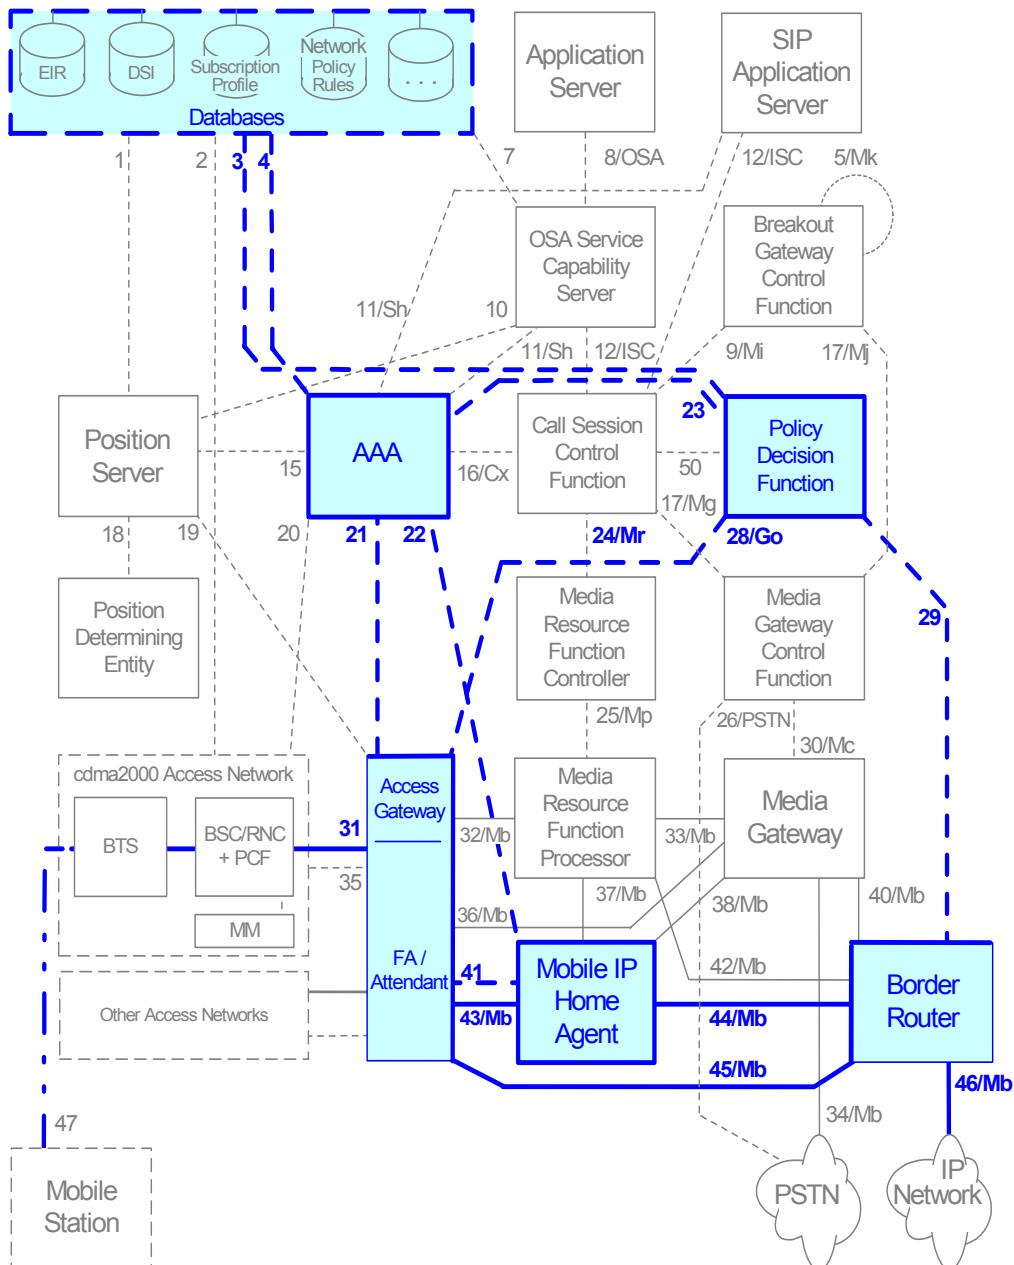 EIR
DSI
Subscription
Profile
Network
Policy
Rules
. . .
Databases
Application
Server
SIP
Application
Server
1
2
3
4
7
8/OSA
12/ISC
5/Mk
OSA Service
Capability
Server
Breakout
Gateway
Control
Function
11/Sh
10
11/Sh
12/ISC
9/Mi
17/Mj
Position
Server
15
AAA
16/Cx
Call Session
Control
Function
50
23
Policy
Decision
Function
17/Mg
18
19
20
21
22
24/Mr
28/Go
Position
Determining
Entity
Media
Resource
Function
Controller
Media
Gateway
Control
Function
29
25/Mp
26/PSTN
30/Mc
cdma2000 Access Network
BTS
BSC/RNC
+ PCF
MM
31
35
Access
Gateway
FA /
Attendant
32/Mb
Media
Resource
Function
Processor
33/Mb
Media
Gateway
36/Mb
37/Mb
38/Mb
40/Mb
Other Access Networks
41
43/Mb
Mobile IP
Home
Agent
42/Mb
44/Mb
Border
Router
45/Mb
46/Mb
47
34/Mb
Mobile
Station
PSTN
IP
Network